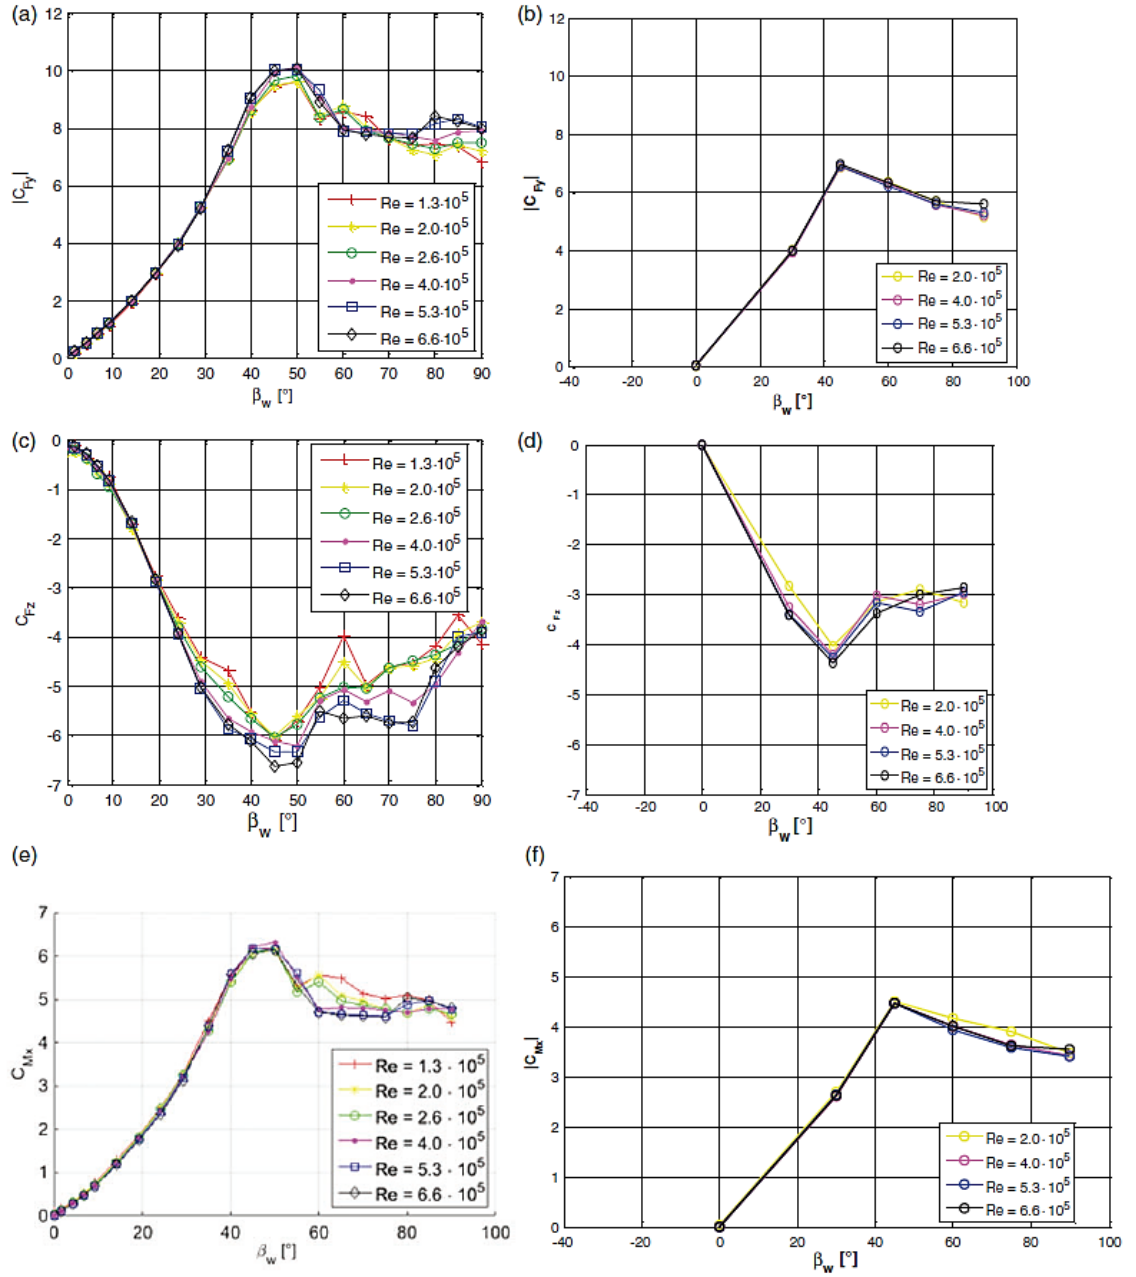 (a)
12
10
8
6
4
2
0
|C_Fy|
Re = 1.3·10^5
Re = 2.0·10^5
Re = 2.6·10^5
Re = 4.0·10^5
Re = 5.3·10^5
Re = 6.6·10^5
0 10 20 30 40 50 60 70 80 90
β_w [°]
(b)
12
10
8
6
4
2
0
|C_Fy|
Re = 2.0·10^5
Re = 4.0·10^5
Re = 5.3·10^5
Re = 6.6·10^5
-40 -20 0 20 40 60 80 100
β_w [°]
(c)
0
-1
-2
-3
-4
-5
-6
-7
C_Fz
Re = 1.3·10^5
Re = 2.0·10^5
Re = 2.6·10^5
Re = 4.0·10^5
Re = 5.3·10^5
Re = 6.6·10^5
0 10 20 30 40 50 60 70 80 90
β_w [°]
(d)
0
-1
-2
-3
-4
-5
-6
-7
C_Fz
Re = 2.0·10^5
Re = 4.0·10^5
Re = 5.3·10^5
Re = 6.6·10^5
-40 -20 0 20 40 60 80 100
β_w [°]
(e)
7
6
5
4
3
2
1
0
C_Mx
Re = 1.3 · 10^5
Re = 2.0 · 10^5
Re = 2.6 · 10^5
Re = 4.0 · 10^5
Re = 5.3 · 10^5
Re = 6.6 · 10^5
0 20 40 60 80 100
β_w [°]
(f)
7
6
5
4
3
2
1
0
|C_Mx|
Re = 2.0·10^5
Re = 4.0·10^5
Re = 5.3·10^5
Re = 6.6·10^5
-40 -20 0 20 40 60 80 100
β_w [°]